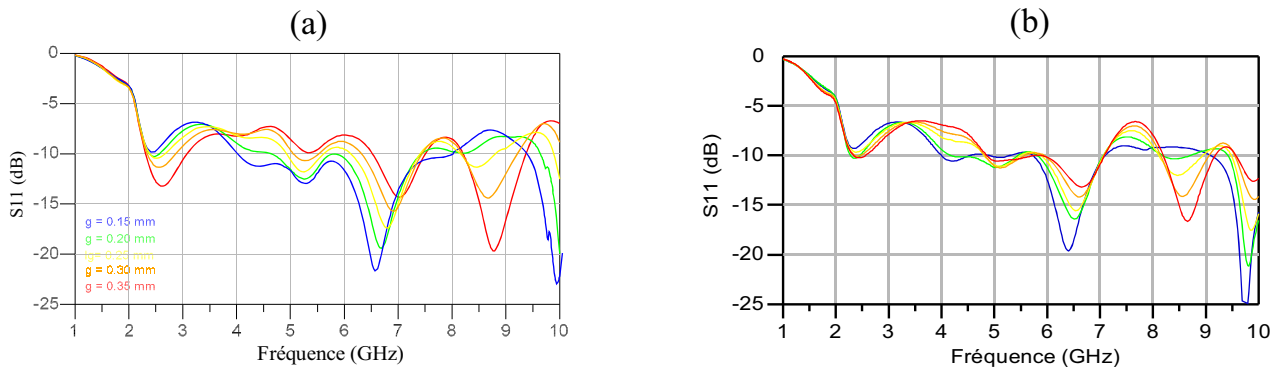 (a)
S11 (dB)
0
-5
-10
-15
-20
-25
g = 0.15 mm
g = 0.20 mm
g = 0.30 mm
g = 0.35 mm
1 2 3 4 5 6 7 8 9 10
Fréquence (GHz)
(b)
S11 (dB)
0
-5
-10
-15
-20
-25
1 2 3 4 5 6 7 8 9 10
Fréquence (GHz)